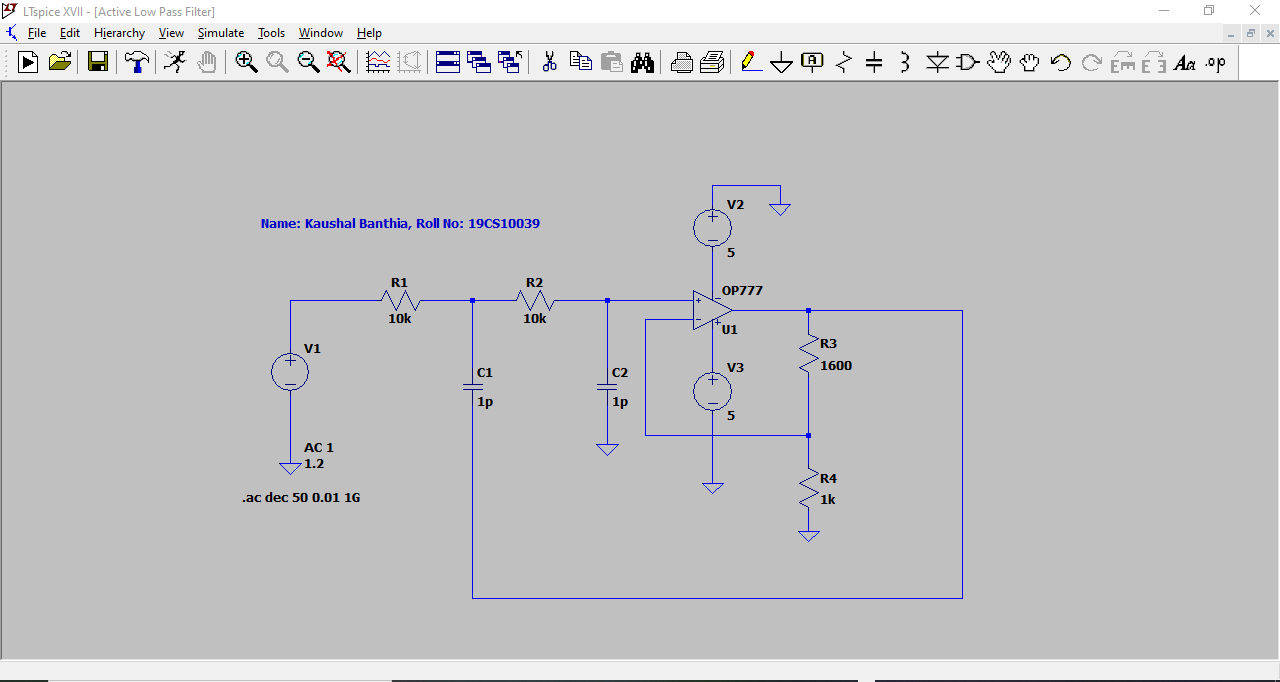 LTspice XVII - [Active Low Pass Filter]
File Edit Hierarchy View Simulate Tools Window Help
Aa .op
V2
Name: Kaushal Banthia, Roll No: 19CS10039
5
R1 R2 OP777
10k 10k U1
V1 R3
1600
C1 C2 V3
1p 1p 5
AC 1
1.2
R4
1k
.ac dec 50 0.01 1G